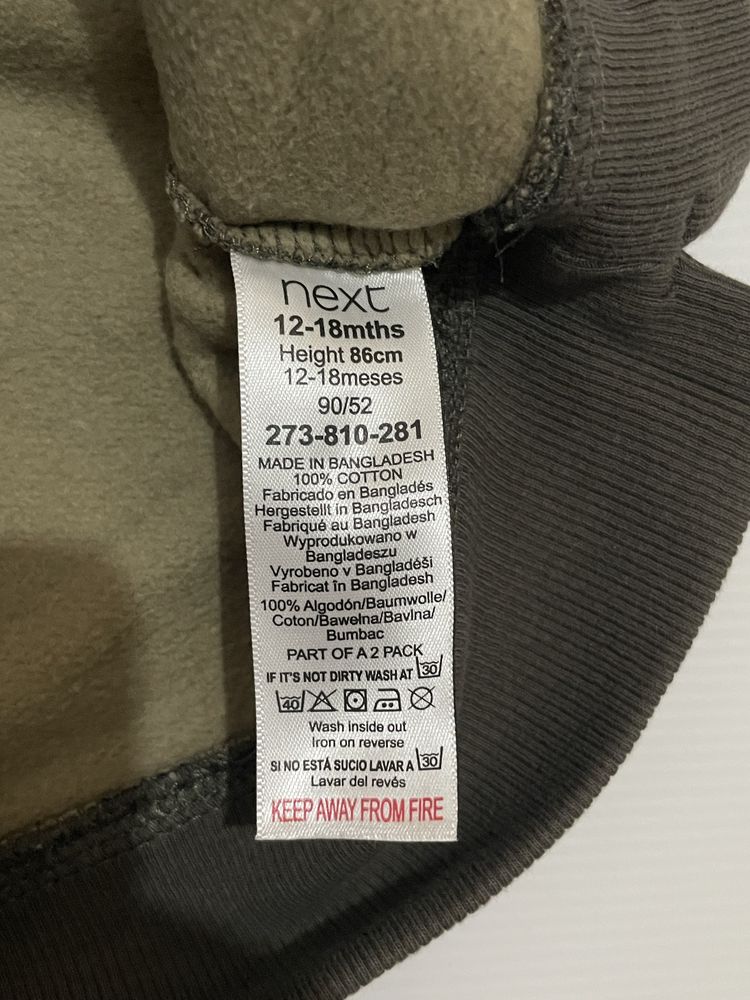 next
12-18mths
Height 86cm
12-18meses
90/52
273-810-281
MADE IN BANGLADESH
100% COTTON
Fabricado en Bangladés
Hergestellt in Bangladesch
Fabriqué au Bangladesh
Wyprodukowano w
Bangladeszu
Vyrobeno v Bangladéši
Fabricat în Bangladesh
100% Algodón/Baumwolle/
Coton/Bawełna/Bavlna/
Bumbac
PART OF A 2 PACK
IF IT'S NOT DIRTY WASH AT 30
40
Wash inside out
Iron on reverse
SI NO ESTÁ SUCIO LAVAR A 30
Lavar del revés
KEEP AWAY FROM FIRE